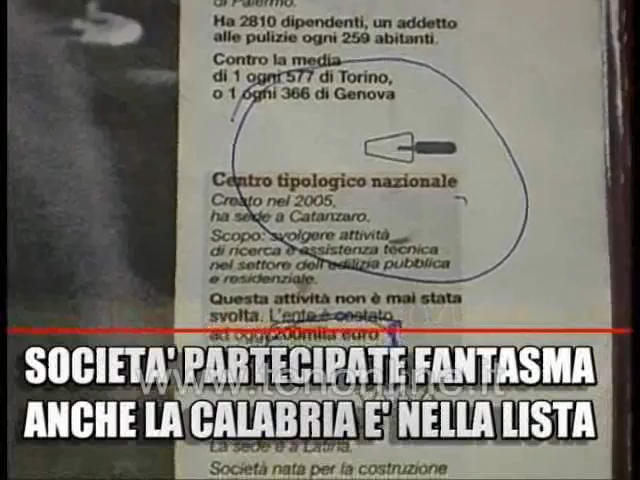 di Palermo.
Ha 2810 dipendenti, un addetto
alle pulizie ogni 259 abitanti.
Contro la media
di 1 ogni 577 di Torino,
o 1 ogni 366 di Genova
Centro tipologico nazionale
Creato nel 2005,
ha sede a Catanzaro.
Scopo: svolgere attività
di ricerca e assistenza tecnica
nel settore dell'edilizia pubblica
e residenziale.
Questa attività non è mai stata
svolta. L'ente è costato
ad oggi 200mila euro
SOCIETA' PARTECIPATE FANTASMA
ANCHE LA CALABRIA E' NELLA LISTA
La sede è a Latina.
Società nata per la costruzione